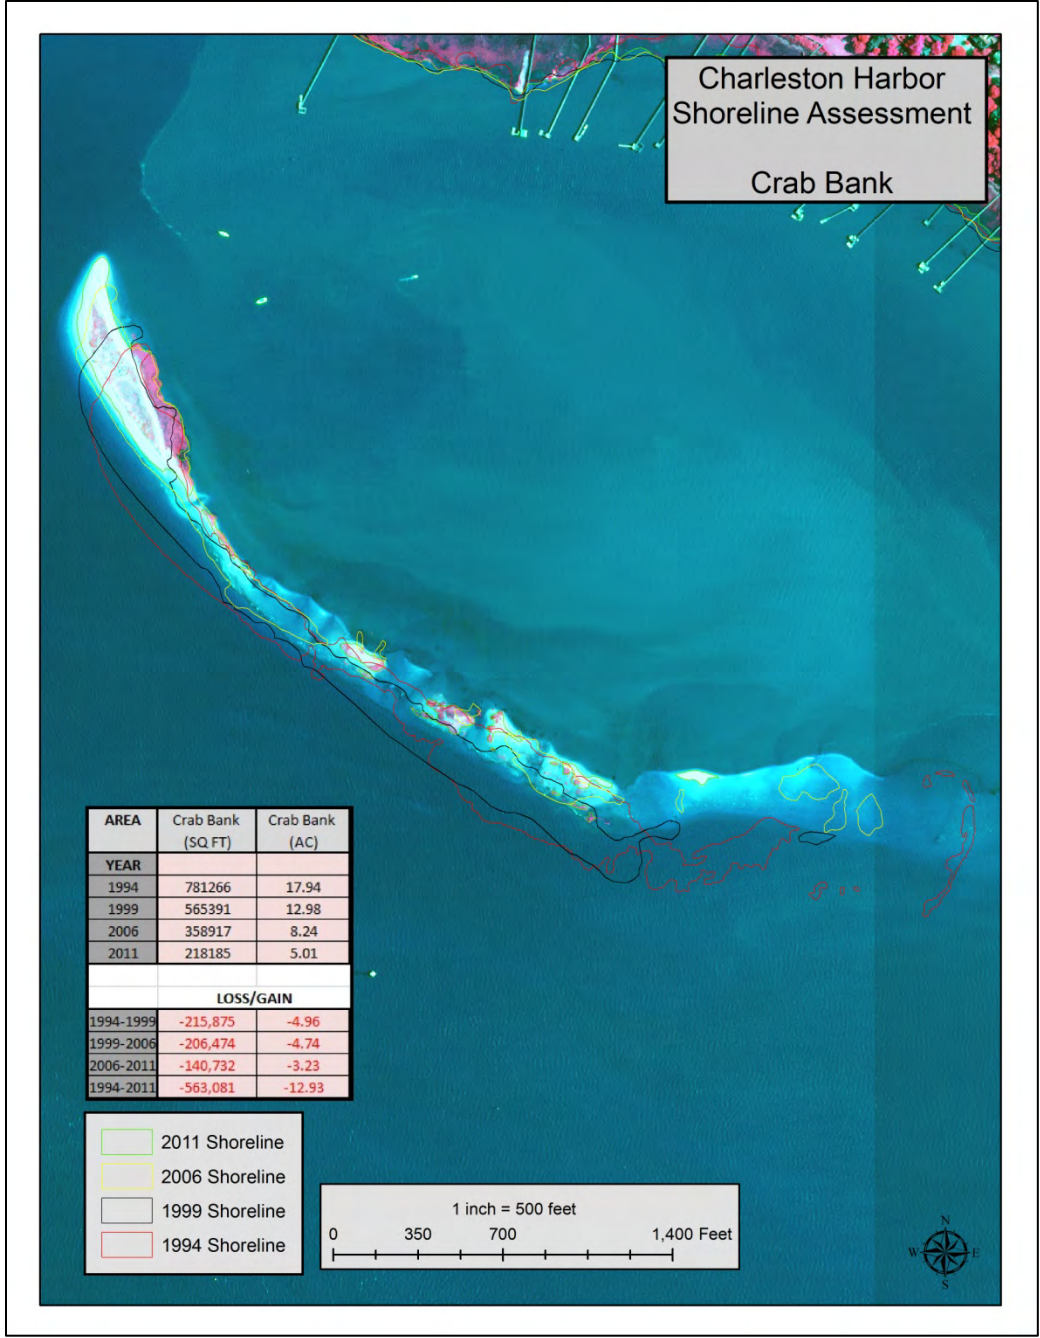 Charleston Harbor
Shoreline Assessment
Crab Bank
AREA Crab Bank (SQ FT) Crab Bank (AC)
YEAR
1994 781266 17.94
1999 565391 12.98
2006 358917 8.24
2011 218185 5.01
LOSS/GAIN
1994-1999 -215,875 -4.96
1999-2006 -206,474 -4.74
2006-2011 -140,732 -3.23
1994-2011 -563,081 -12.93
2011 Shoreline
2006 Shoreline
1999 Shoreline
1994 Shoreline
1 inch = 500 feet
0 350 700 1,400 Feet
N
W E
S